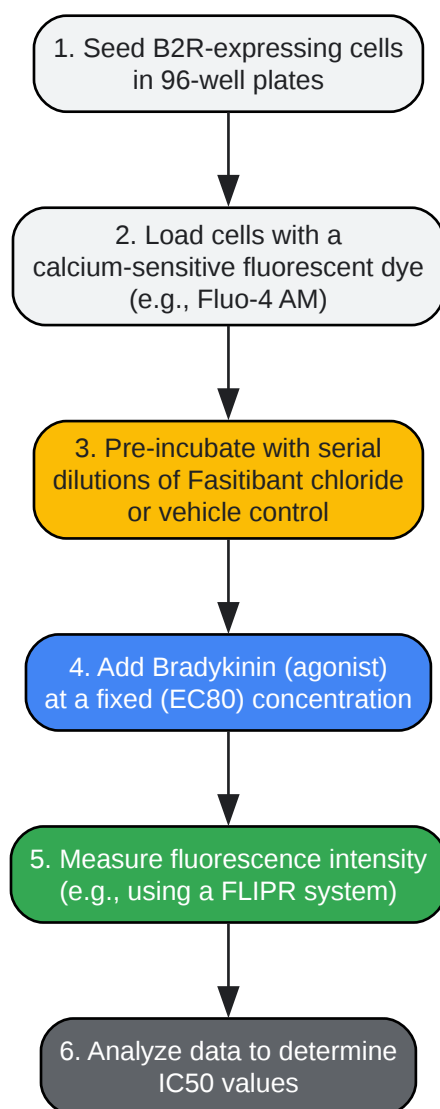 1. Seed B2R-expressing cells
in 96-well plates
2. Load cells with a
calcium-sensitive fluorescent dye
(e.g., Fluo-4 AM)
3. Pre-incubate with serial
dilutions of Fasitibant chloride
or vehicle control
4. Add Bradykinin (agonist)
at a fixed (EC80) concentration
5. Measure fluorescence intensity
(e.g., using a FLIPR system)
6. Analyze data to determine
IC50 values